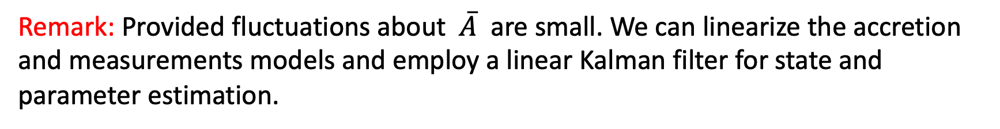 Remark: Provided fluctuations about Ā are small. We can linearize the accretion
and measurements models and employ a linear Kalman filter for state and
parameter estimation.